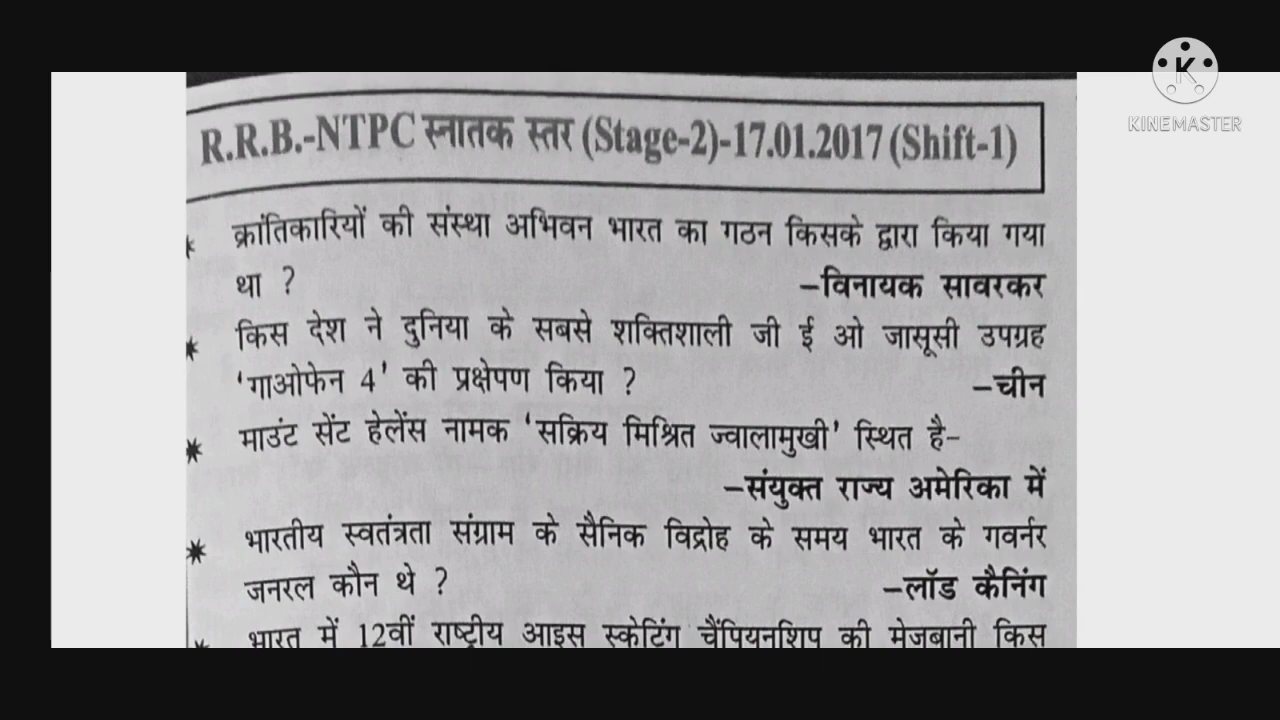 KINEMASTER
R.R.B.-NTPC स्नातक स्तर (Stage-2)-17.01.2017 (Shift-1)
क्रांतिकारियों की संस्था अभिवन भारत का गठन किसके द्वारा किया गया
था ? –विनायक सावरकर
किस देश ने दुनिया के सबसे शक्तिशाली जी ई ओ जासूसी उपग्रह
'गाओफेन 4' की प्रक्षेपण किया ? –चीन
माउंट सेंट हेलेंस नामक 'सक्रिय मिश्रित ज्वालामुखी' स्थित है–
–संयुक्त राज्य अमेरिका में
भारतीय स्वतंत्रता संग्राम के सैनिक विद्रोह के समय भारत के गवर्नर
जनरल कौन थे ? –लॉड कैनिंग
भारत में 12वीं राष्ट्रीय आइस स्केटिंग चैंपियनशिप की मेजबानी किस